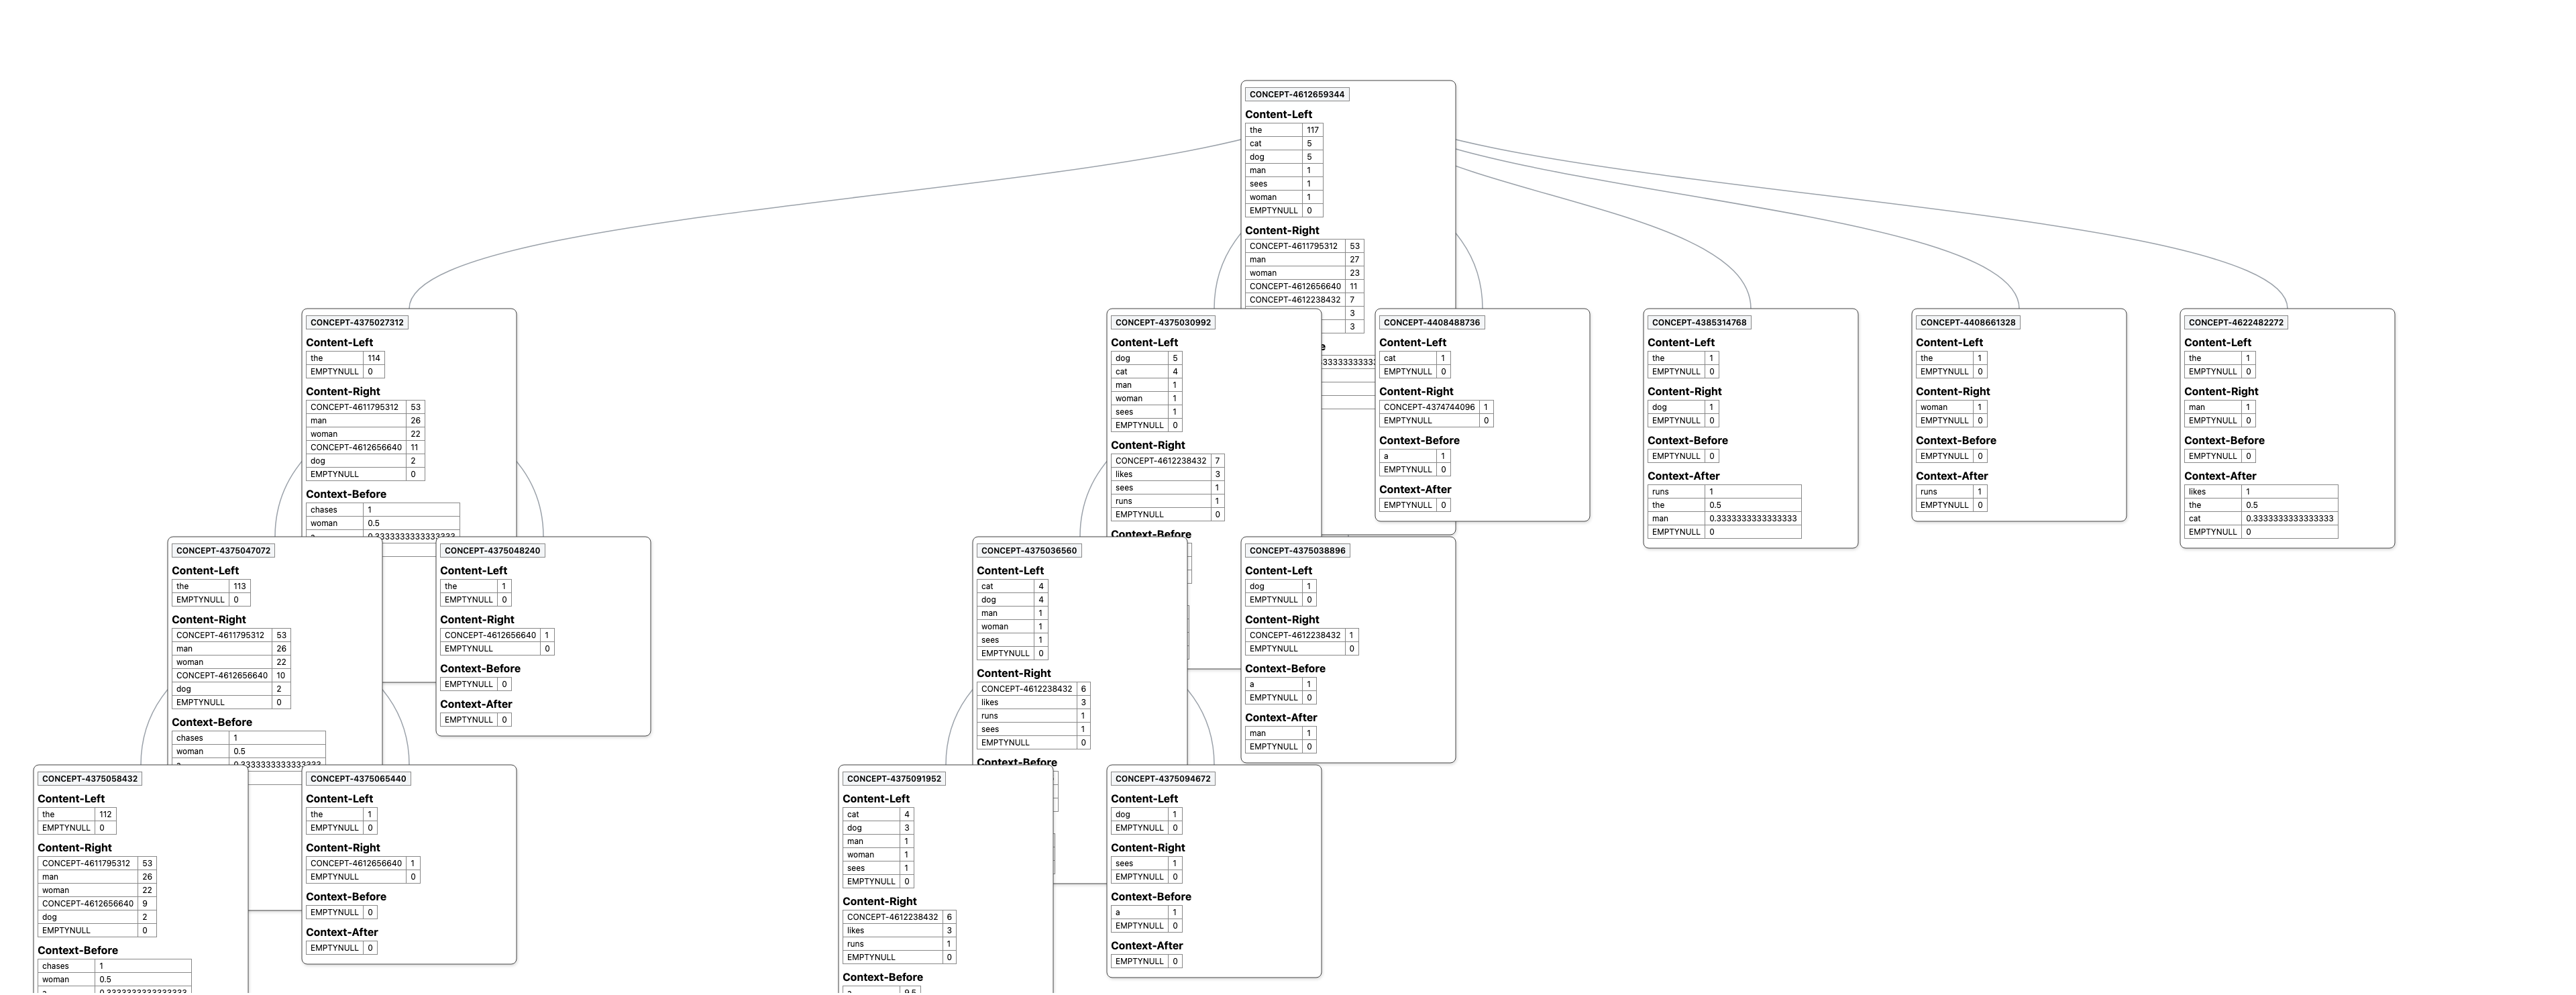 CONCEPT-4612659344
Content-Left
the 117
cat 5
dog 5
man 1
sees 1
woman 1
EMPTYNULL 0
Content-Right
CONCEPT-4611795312 53
man 27
woman 23
CONCEPT-4612656640 11
CONCEPT-4612238432 7
3
3
CONCEPT-4375027312
Content-Left
the 114
EMPTYNULL 0
Content-Right
CONCEPT-4611795312 53
man 26
woman 22
CONCEPT-4612656640 11
dog 2
EMPTYNULL 0
Context-Before
chases 1
woman 0.5
0.3333333333333333
CONCEPT-4375030992
Content-Left
dog 5
cat 4
man 1
woman 1
sees 1
EMPTYNULL 0
Content-Right
CONCEPT-4612238432 7
likes 3
sees 1
runs 1
EMPTYNULL 0
Context-Before
CONCEPT-4408488736
Content-Left
cat 1
EMPTYNULL 0
Content-Right
CONCEPT-4374744096 1
EMPTYNULL 0
Context-Before
a 1
EMPTYNULL 0
Context-After
EMPTYNULL 0
CONCEPT-4385314768
Content-Left
the 1
EMPTYNULL 0
Content-Right
dog 1
EMPTYNULL 0
Context-Before
EMPTYNULL 0
Context-After
runs 1
the 0.5
man 0.3333333333333333
EMPTYNULL 0
CONCEPT-4408661328
Content-Left
the 1
EMPTYNULL 0
Content-Right
woman 1
EMPTYNULL 0
Context-Before
EMPTYNULL 0
Context-After
runs 1
EMPTYNULL 0
CONCEPT-4622482272
Content-Left
the 1
EMPTYNULL 0
Content-Right
man 1
EMPTYNULL 0
Context-Before
EMPTYNULL 0
Context-After
likes 1
the 0.5
cat 0.3333333333333333
EMPTYNULL 0
CONCEPT-4375047072
Content-Left
the 113
EMPTYNULL 0
Content-Right
CONCEPT-4611795312 53
man 26
woman 22
CONCEPT-4612656640 10
dog 2
EMPTYNULL 0
Context-Before
chases 1
woman 0.5
0.3333333333333333
CONCEPT-4375048240
Content-Left
the 1
EMPTYNULL 0
Content-Right
CONCEPT-4612656640 1
EMPTYNULL 0
Context-Before
EMPTYNULL 0
Context-After
EMPTYNULL 0
CONCEPT-4375036560
Content-Left
cat 4
dog 4
man 1
woman 1
sees 1
EMPTYNULL 0
Content-Right
CONCEPT-4612238432 6
likes 3
runs 1
sees 1
EMPTYNULL 0
Context-Before
CONCEPT-4375038896
Content-Left
dog 1
EMPTYNULL 0
Content-Right
CONCEPT-4612238432 1
EMPTYNULL 0
Context-Before
a 1
EMPTYNULL 0
Context-After
man 1
EMPTYNULL 0
CONCEPT-4375058432
Content-Left
the 112
EMPTYNULL 0
Content-Right
CONCEPT-4611795312 53
man 26
woman 22
CONCEPT-4612656640 9
dog 2
EMPTYNULL 0
Context-Before
chases 1
woman 0.5
0.3333333333333333
CONCEPT-4375065440
Content-Left
the 1
EMPTYNULL 0
Content-Right
CONCEPT-4612656640 1
EMPTYNULL 0
Context-Before
EMPTYNULL 0
Context-After
EMPTYNULL 0
CONCEPT-4375091952
Content-Left
cat 4
dog 3
man 1
woman 1
sees 1
EMPTYNULL 0
Content-Right
CONCEPT-4612238432 6
likes 3
runs 1
EMPTYNULL 0
Context-Before
a 9.5
CONCEPT-4375094672
Content-Left
dog 1
EMPTYNULL 0
Content-Right
sees 1
EMPTYNULL 0
Context-Before
a 1
EMPTYNULL 0
Context-After
EMPTYNULL 0